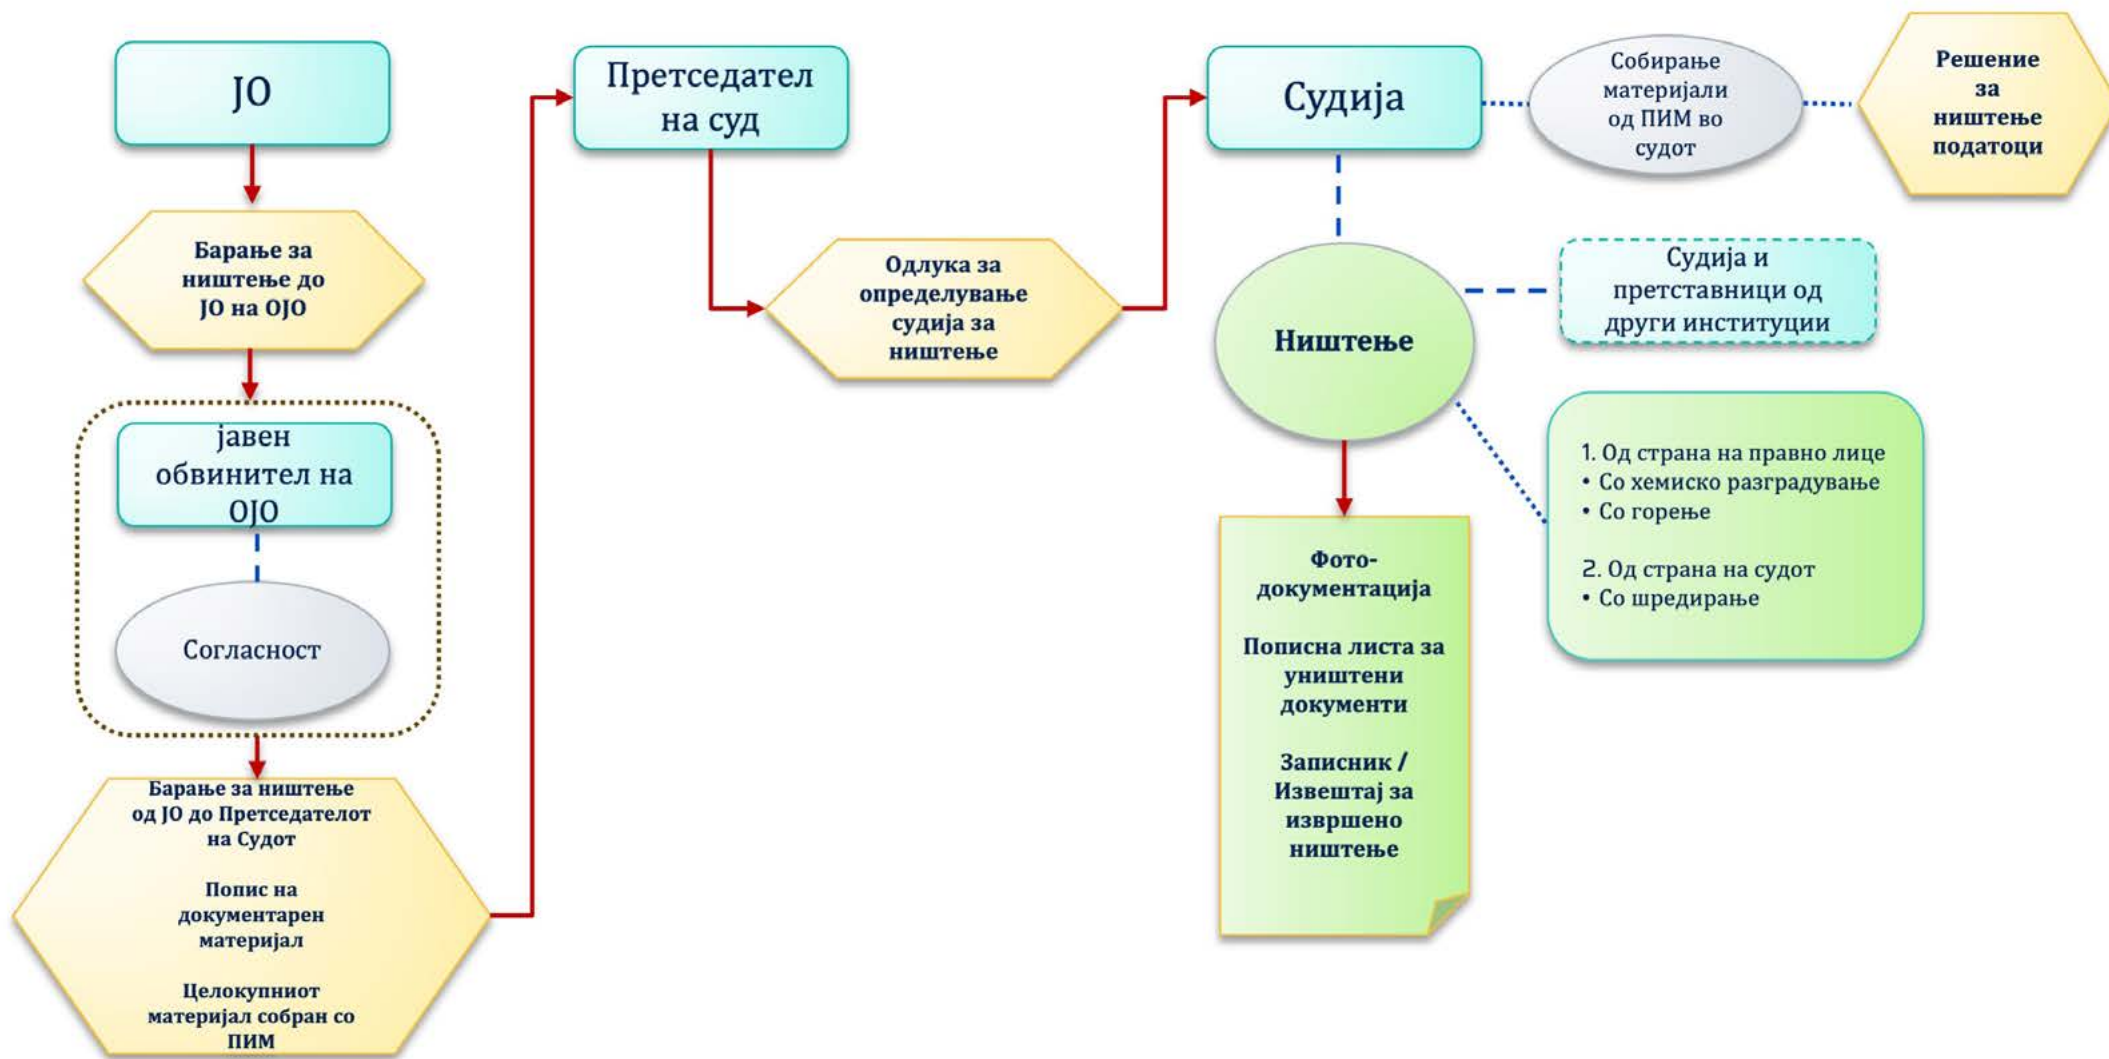 ЈО
Барање за
ништење до
ЈО на ОЈО
јавен
обвинител на
ОЈО
Согласност
Барање за ништење
од ЈО до Претседателот
на Судот
Попис на
документарен
материјал
Целокупниот
материјал собран со
ПИМ
Претседател
на суд
Одлука за
определување
судија за
ништење
Судија
Собирање
материјали
од ПИМ во
судот
Решение
за
ништење
податоци
Ништење
Судија и
претставници од
други институции
1. Од страна на правно лице
• Со хемиско разградување
• Со горење
2. Од страна на судот
• Со шредирање
Фото-
документација
Пописна листа за
уништени
документи
Записник /
Извештај за
извршено
ништење